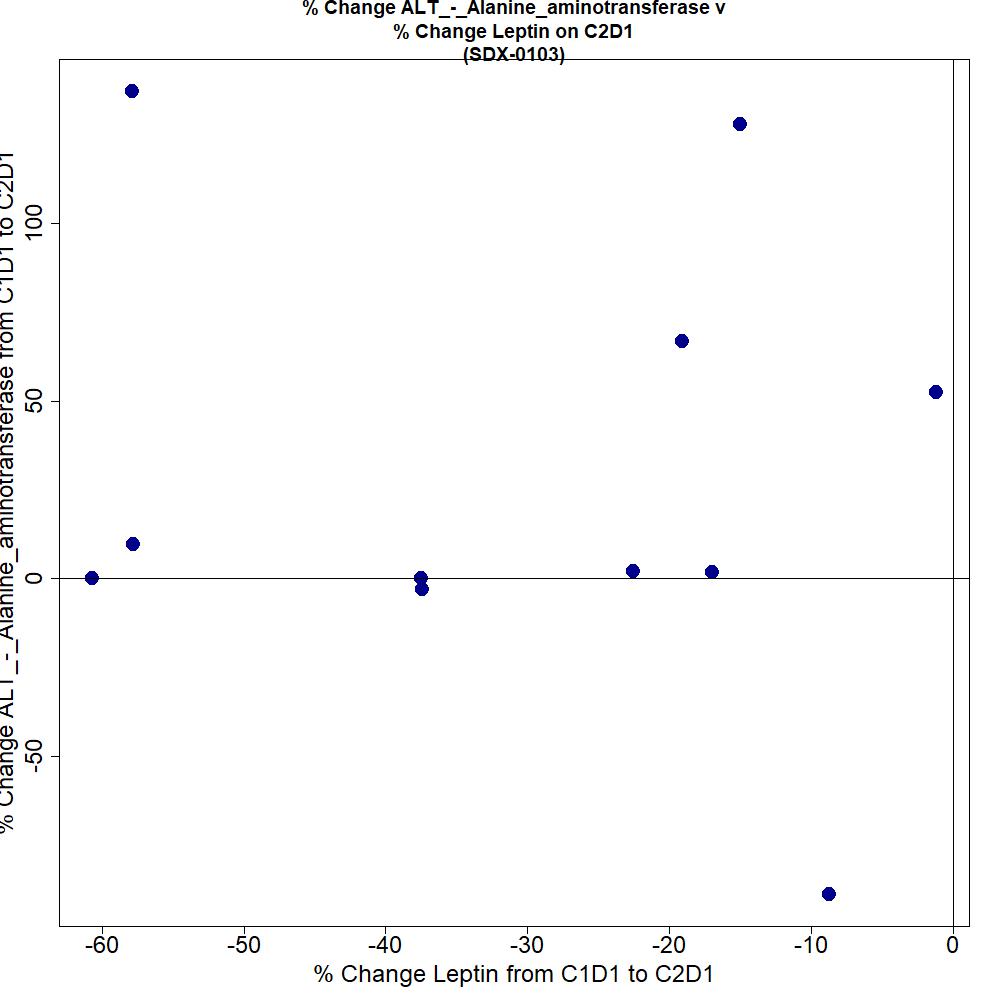 % Change ALT_-_Alanine_aminotransferase v
% Change Leptin on C2D1
(SDX-0103)
% Change ALT_-_Alanine_aminotransferase from C1D1 to C2D1
100
50
0
-50
-60
-50
-40
-30
-20
-10
0
% Change Leptin from C1D1 to C2D1